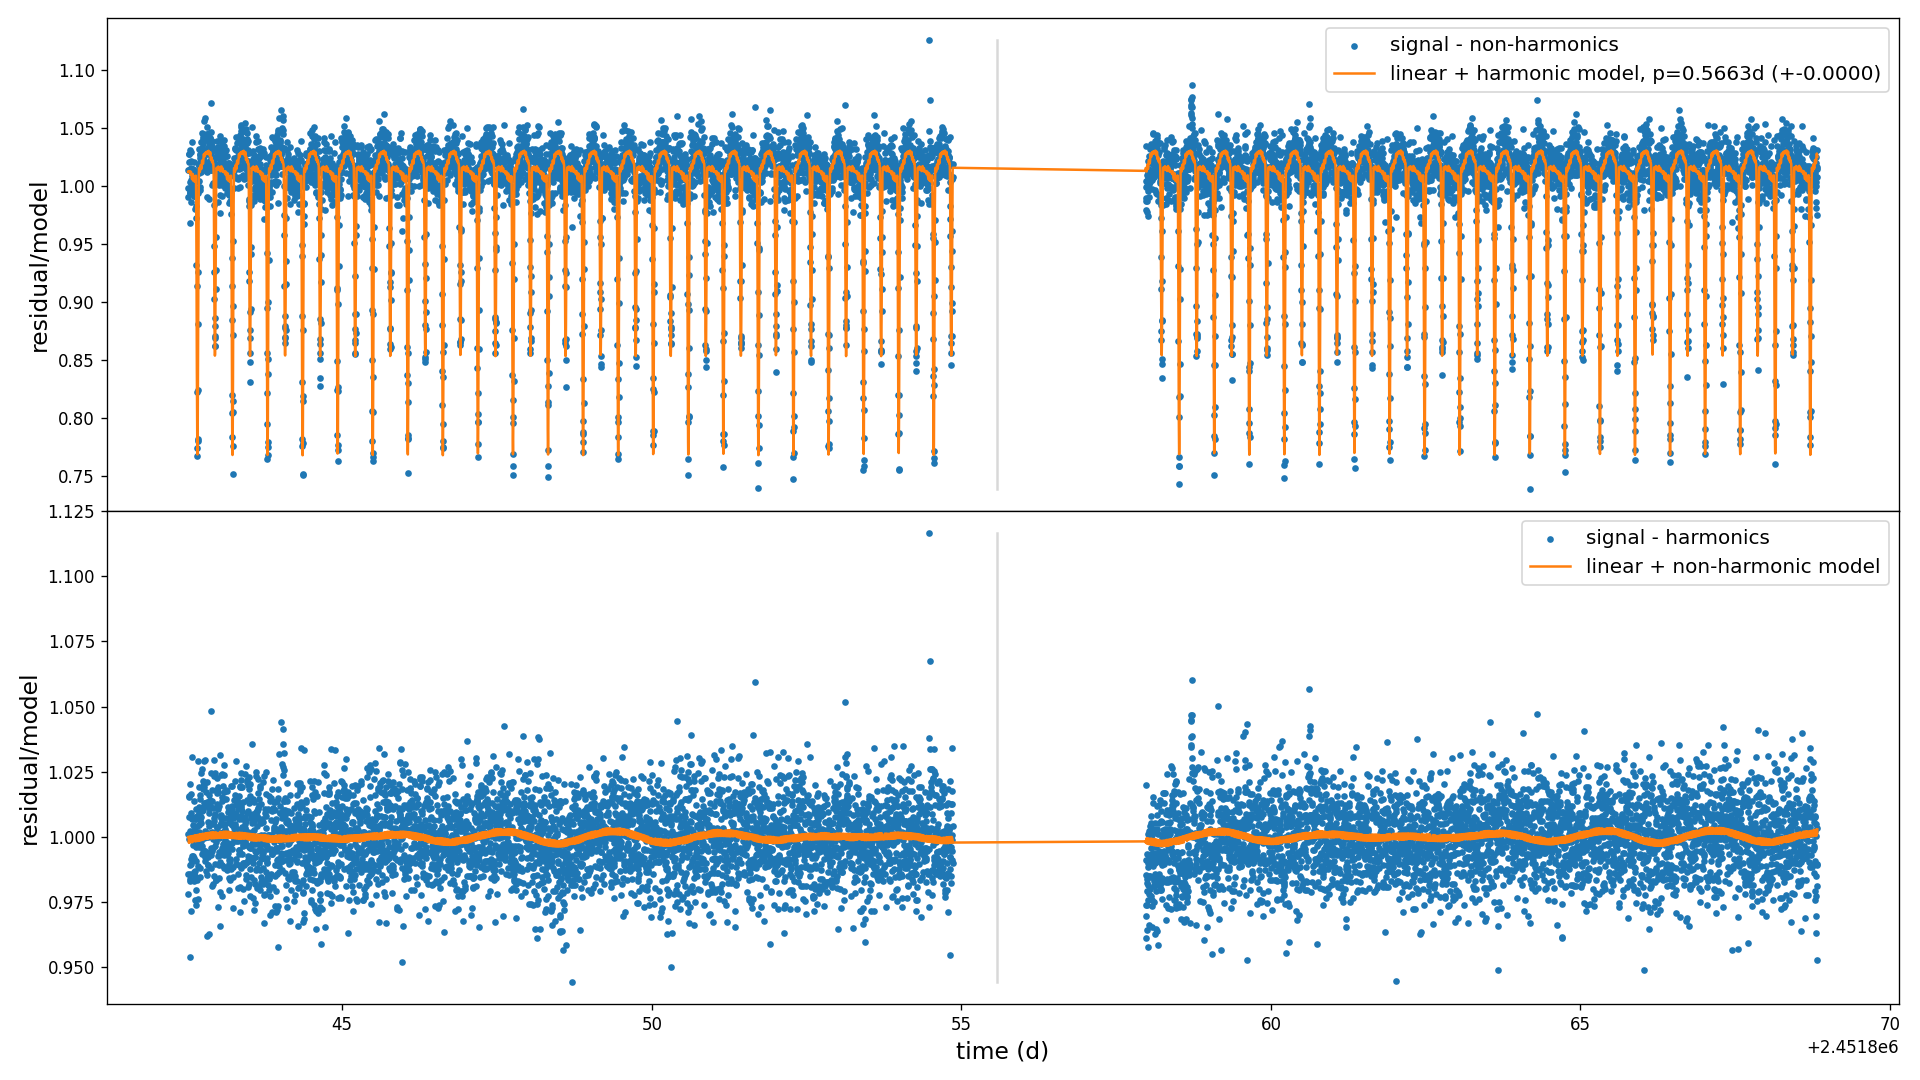 signal - non-harmonics
linear + harmonic model, p=0.5663d (+-0.0000)
residual/model
1.10
1.05
1.00
0.95
0.90
0.85
0.80
0.75
signal - harmonics
linear + non-harmonic model
residual/model
1.125
1.100
1.075
1.050
1.025
1.000
0.975
0.950
45
50
55
60
65
70
time (d)
+2.4518e6